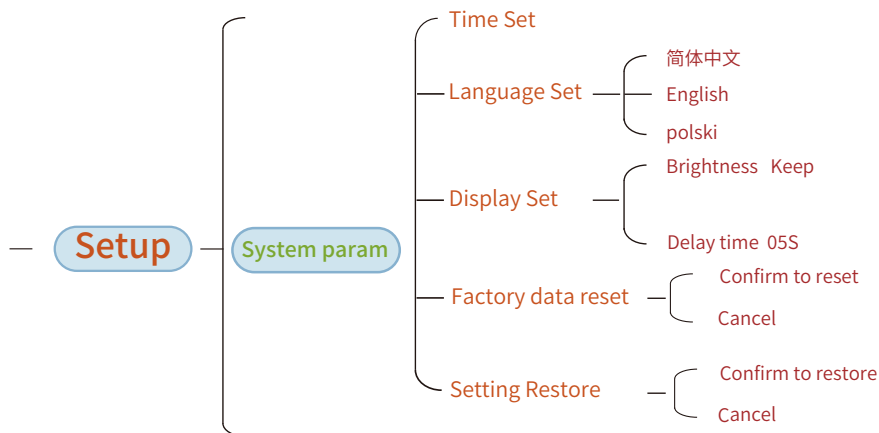 Setup
System param
Time Set
Language Set
简体中文
English
polski
Display Set
Brightness Keep
Delay time 05S
Factory data reset
Confirm to reset
Cancel
Setting Restore
Confirm to restore
Cancel